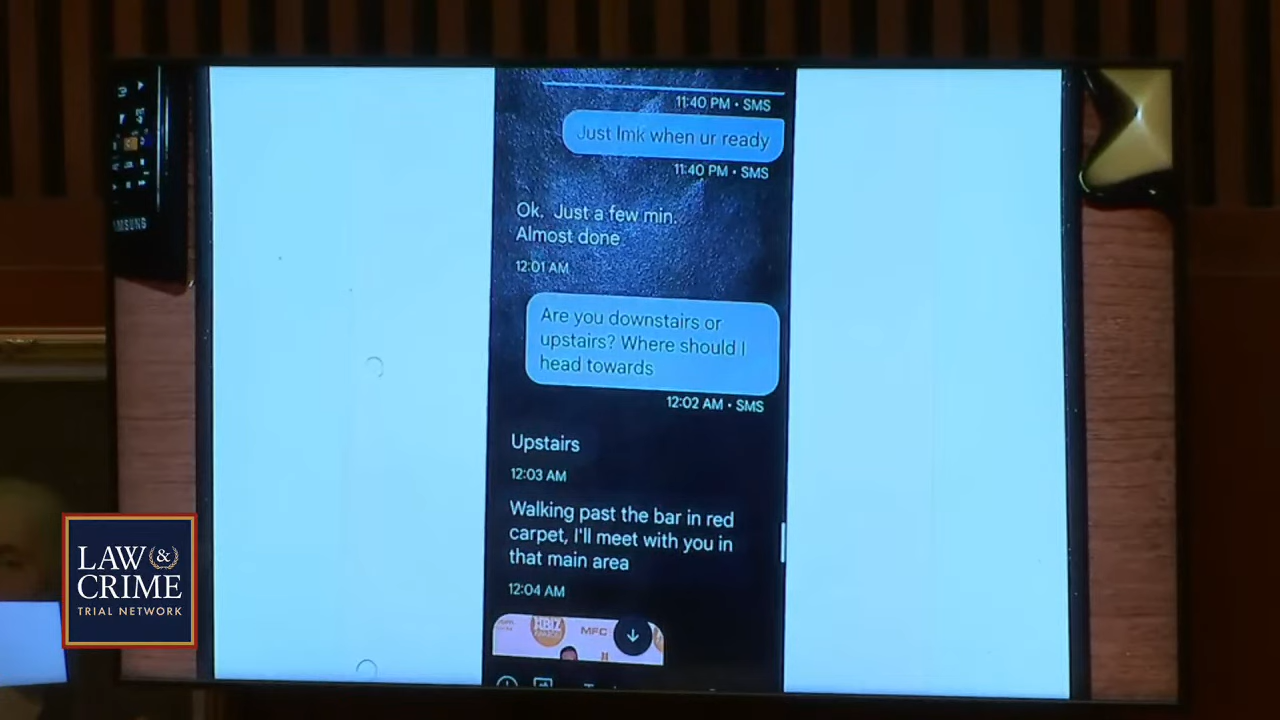 11:40 PM • SMS
Just lmk when ur ready
11:40 PM • SMS
Ok. Just a few min.
Almost done
12:01 AM
Are you downstairs or
upstairs? Where should I
head towards
12:02 AM • SMS
Upstairs
12:03 AM
Walking past the bar in red
carpet, I'll meet with you in
that main area
12:04 AM
XBIZ
MFC
SAMSUNG
LAW &
CRIME
TRIAL NETWORK